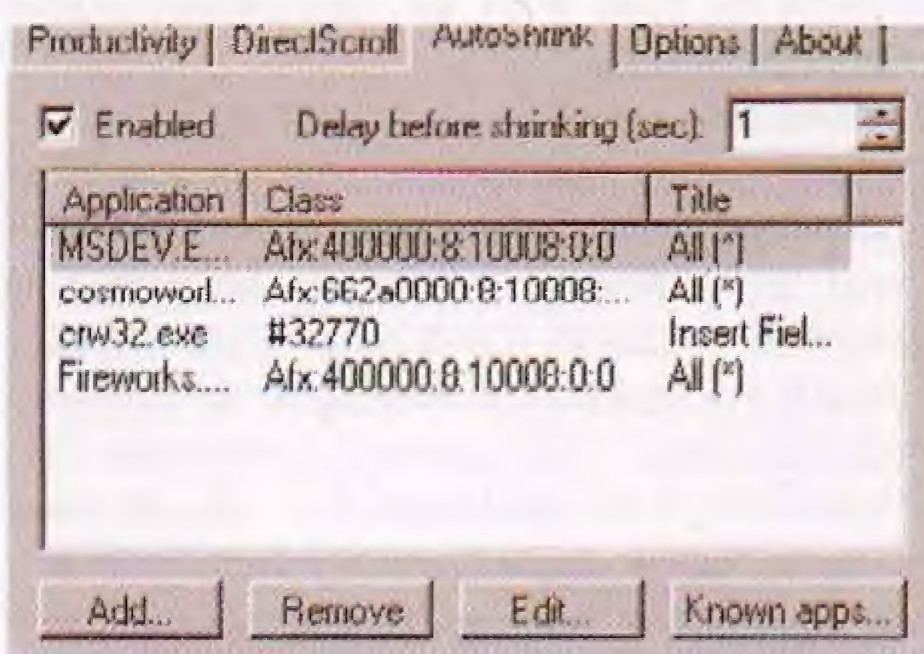 Productivity | DirectScroll AutoShrink | Options | About |
Enabled Delay before shrinking (sec): 1
Application Class Title
MSDEV.E... Afx:400000:8:10008:0:0 All (*)
cosmoworl... Afx:662a0000:8:10008:... All (*)
crw32.exe #32770 Insert Fiel...
Fireworks.... Afx:400000:8:10008:0:0 All (*)
Add... Remove Edit... Known apps...